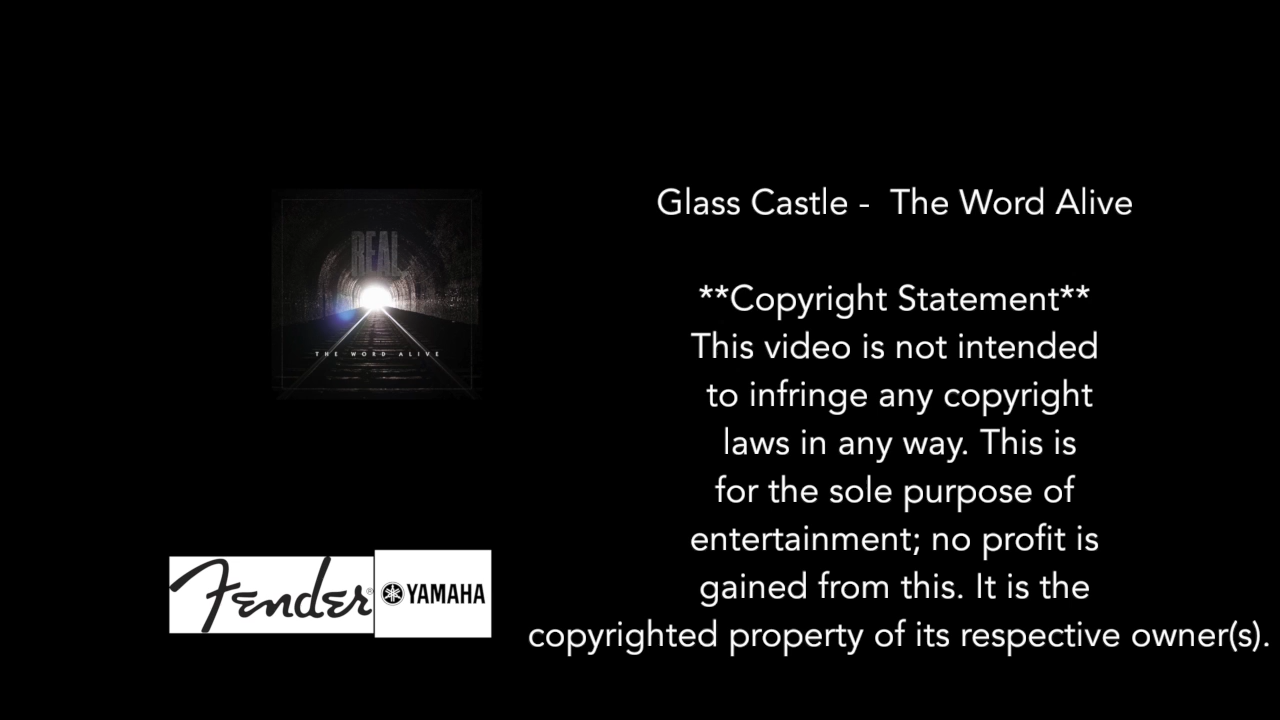 Glass Castle -  The Word Alive
**Copyright Statement**
This video is not intended
to infringe any copyright
laws in any way. This is
for the sole purpose of
entertainment; no profit is
gained from this. It is the
copyrighted property of its respective owner(s).
REAL
THE WORD ALIVE
Fender®
YAMAHA